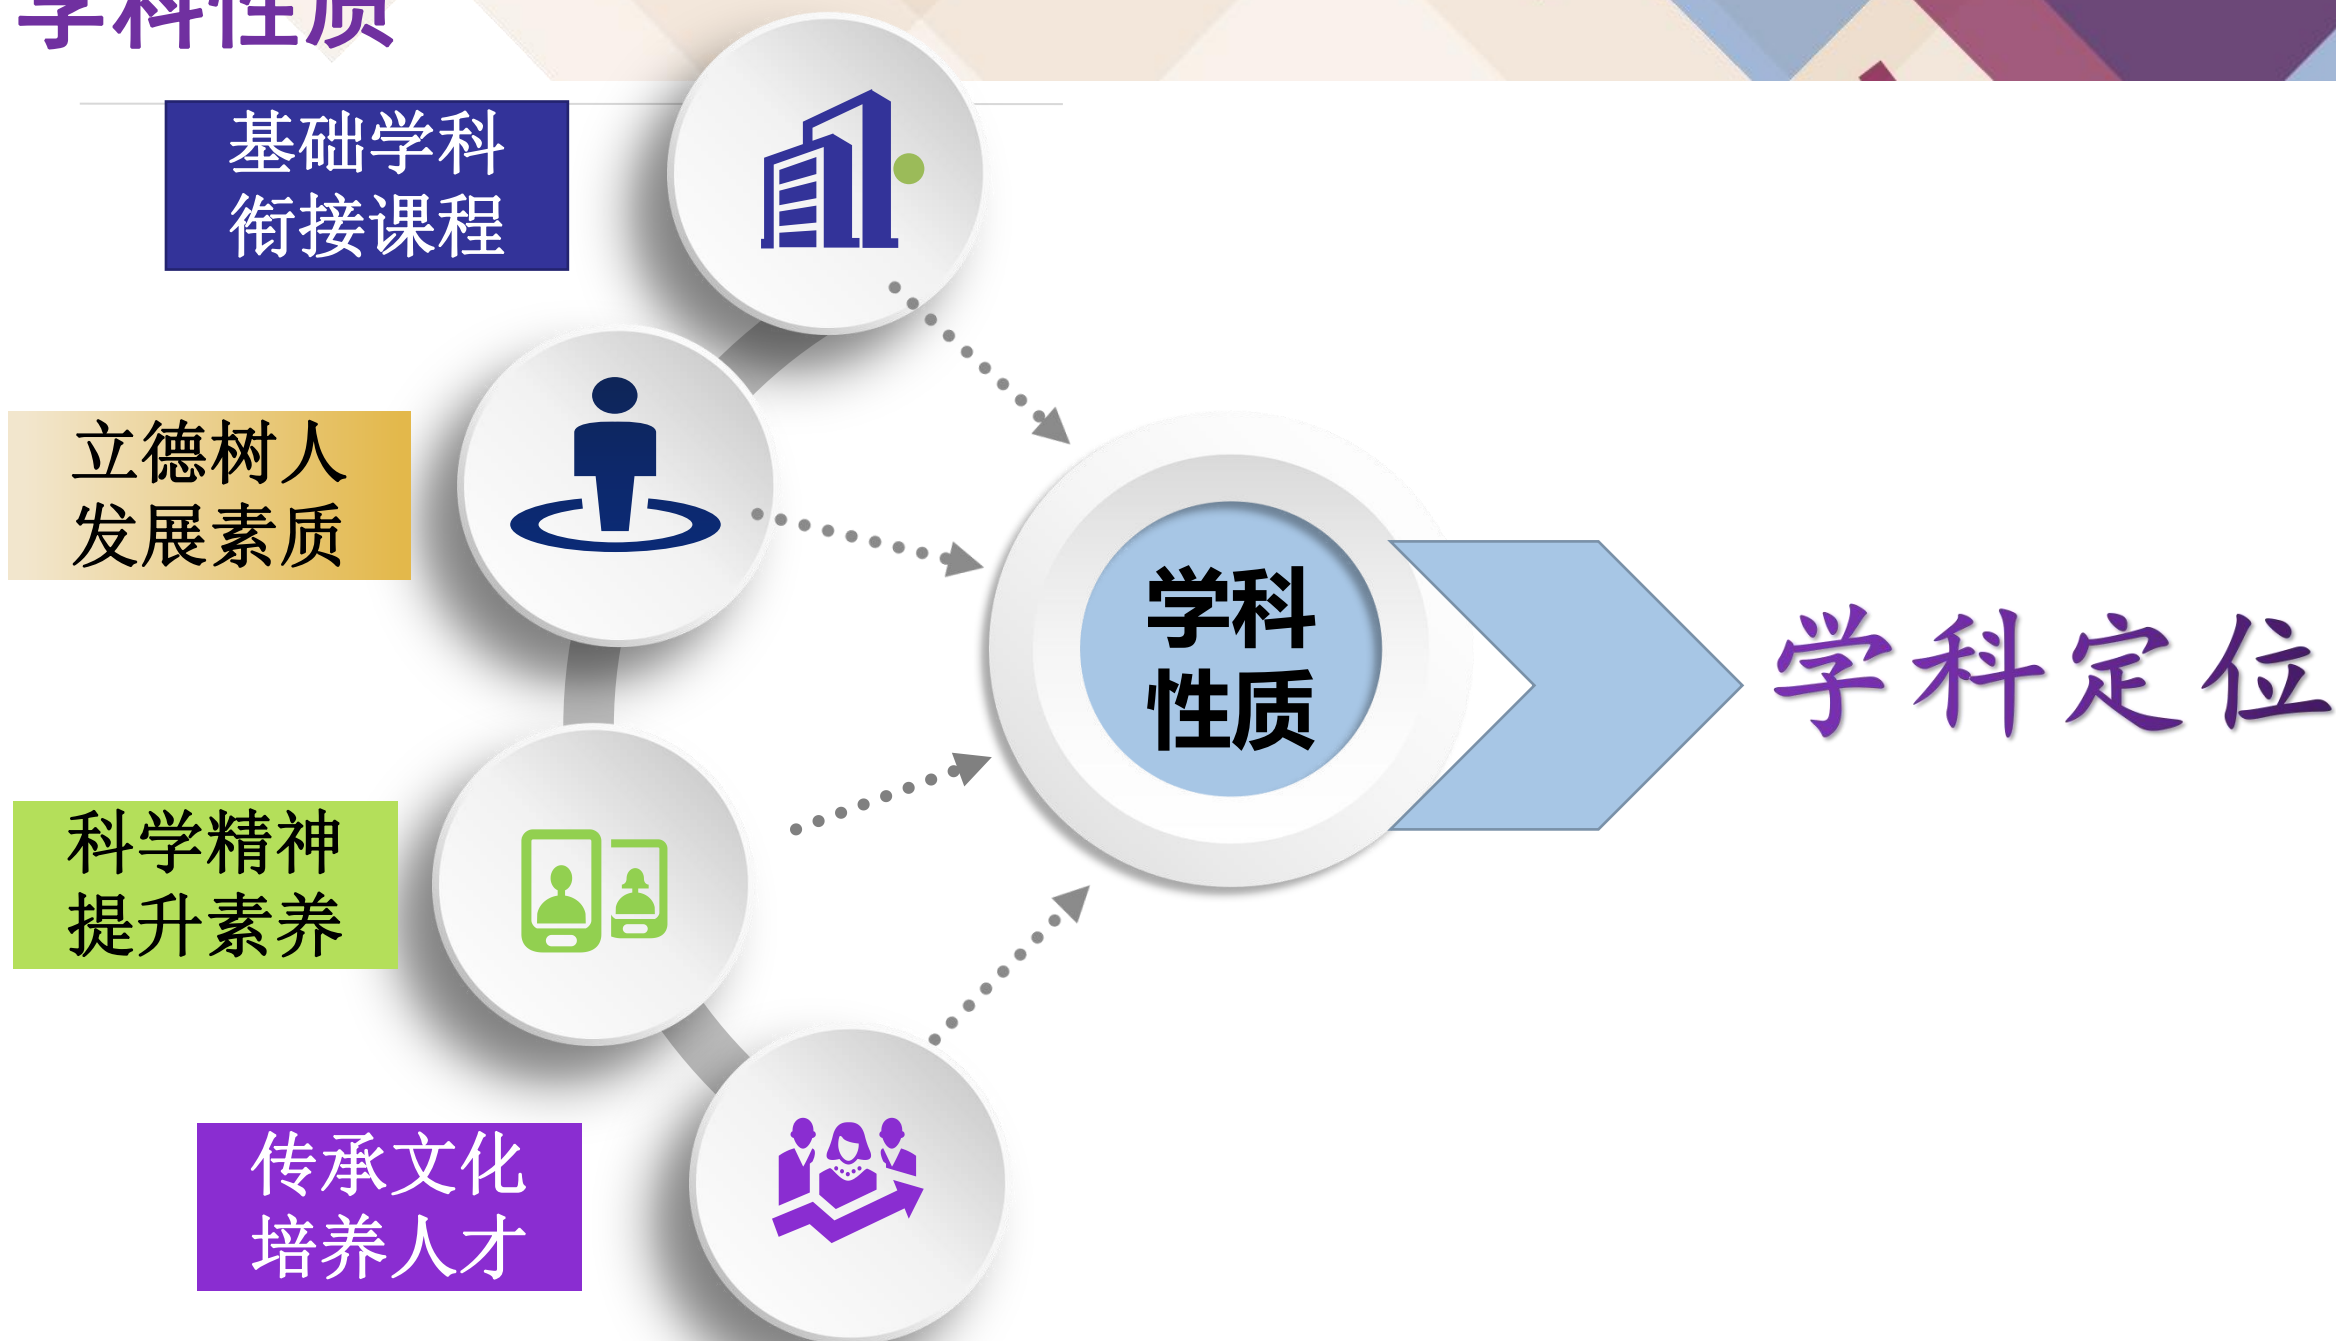 学科性质
基础学科
衔接课程
立德树人
发展素质
科学精神
提升素养
传承文化
培养人才
学科
性质
学科定位